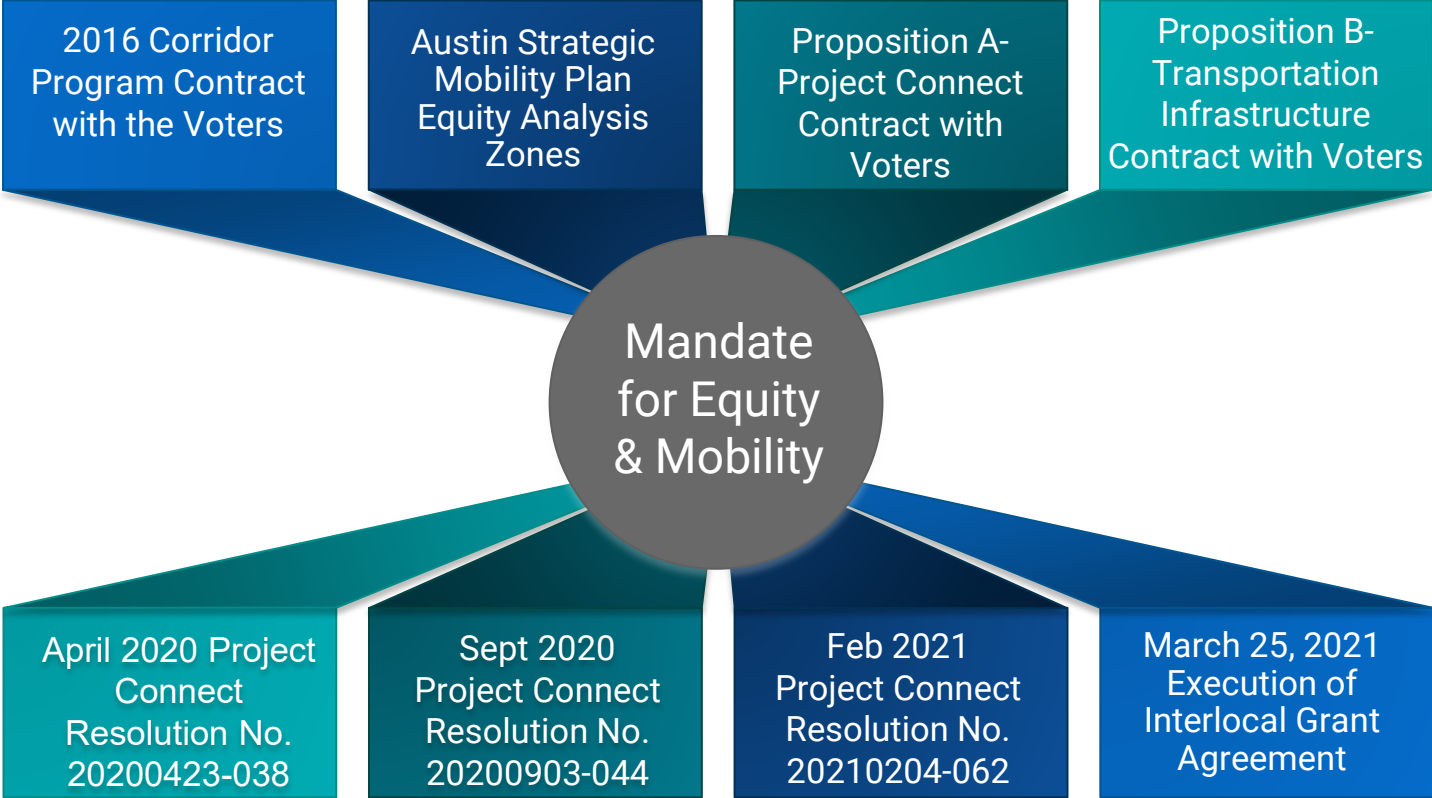 2016 Corridor
Program Contract
with the Voters
Austin Strategic
Mobility Plan
Equity Analysis
Zones
Proposition A-
Project Connect
Contract with
Voters
Proposition B-
Transportation
Infrastructure
Contract with Voters
Mandate
for Equity
& Mobility
April 2020 Project
Connect
Resolution No.
20200423-038
Sept 2020
Project Connect
Resolution No.
20200903-044
Feb 2021
Project Connect
Resolution No.
20210204-062
March 25, 2021
Execution of
Interlocal Grant
Agreement